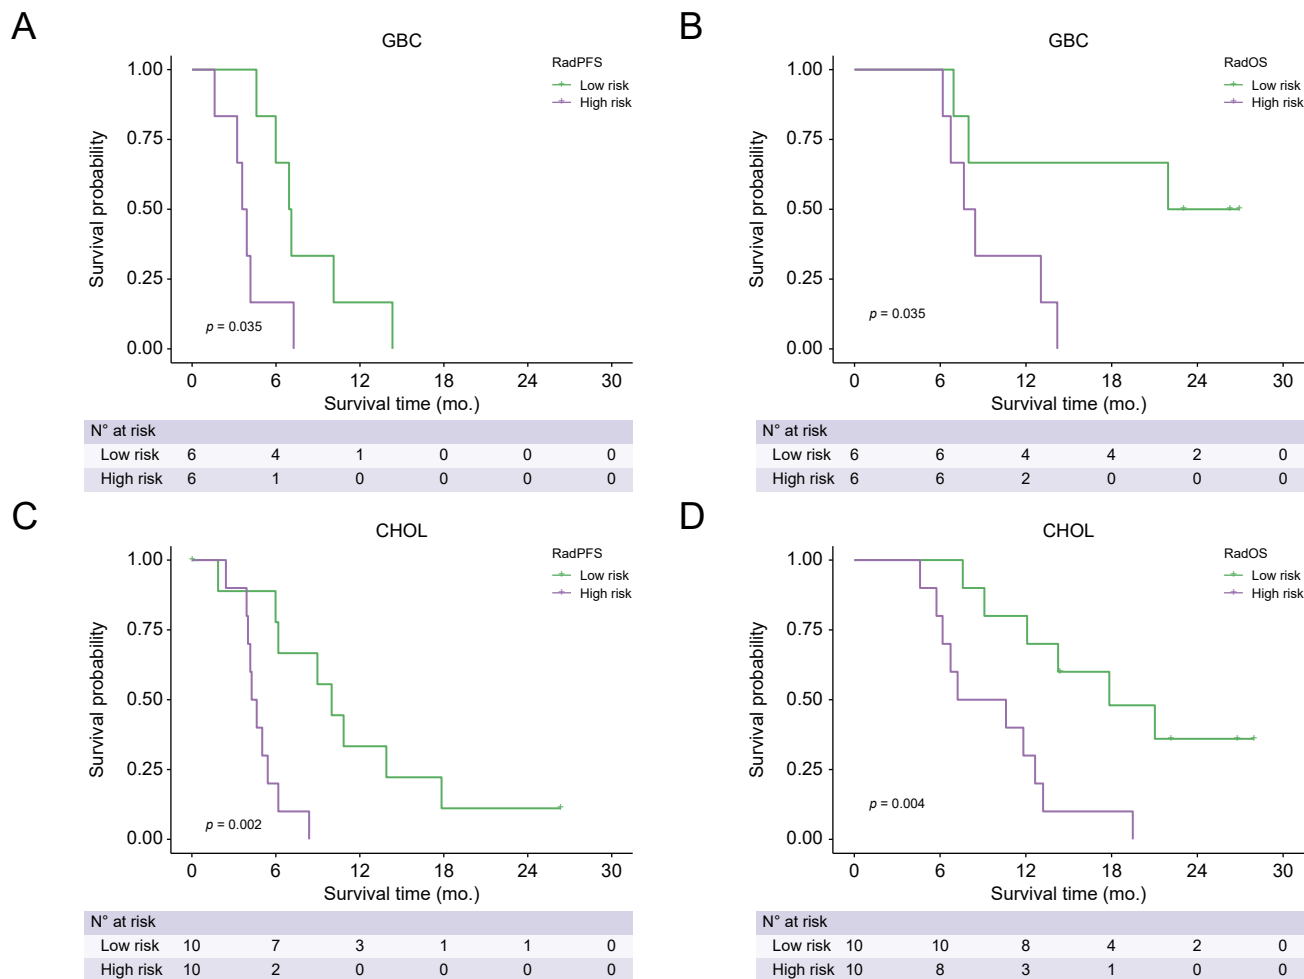 A
GBC
RadPFS
Low risk
High risk
1.00
0.75
0.50
0.25
0.00
Survival probability
p = 0.035
0 6 12 18 24 30
Survival time (mo.)
N° at risk
Low risk 6 4 1 0 0 0
High risk 6 1 0 0 0 0
B
GBC
RadOS
Low risk
High risk
1.00
0.75
0.50
0.25
0.00
Survival probability
p = 0.035
0 6 12 18 24 30
Survival time (mo.)
N° at risk
Low risk 6 6 4 4 2 0
High risk 6 6 2 0 0 0
C
CHOL
RadPFS
Low risk
High risk
1.00
0.75
0.50
0.25
0.00
Survival probability
p = 0.002
0 6 12 18 24 30
Survival time (mo.)
N° at risk
Low risk 10 7 3 1 1 0
High risk 10 2 0 0 0 0
D
CHOL
RadOS
Low risk
High risk
1.00
0.75
0.50
0.25
0.00
Survival probability
p = 0.004
0 6 12 18 24 30
Survival time (mo.)
N° at risk
Low risk 10 10 8 4 2 0
High risk 10 8 3 1 0 0